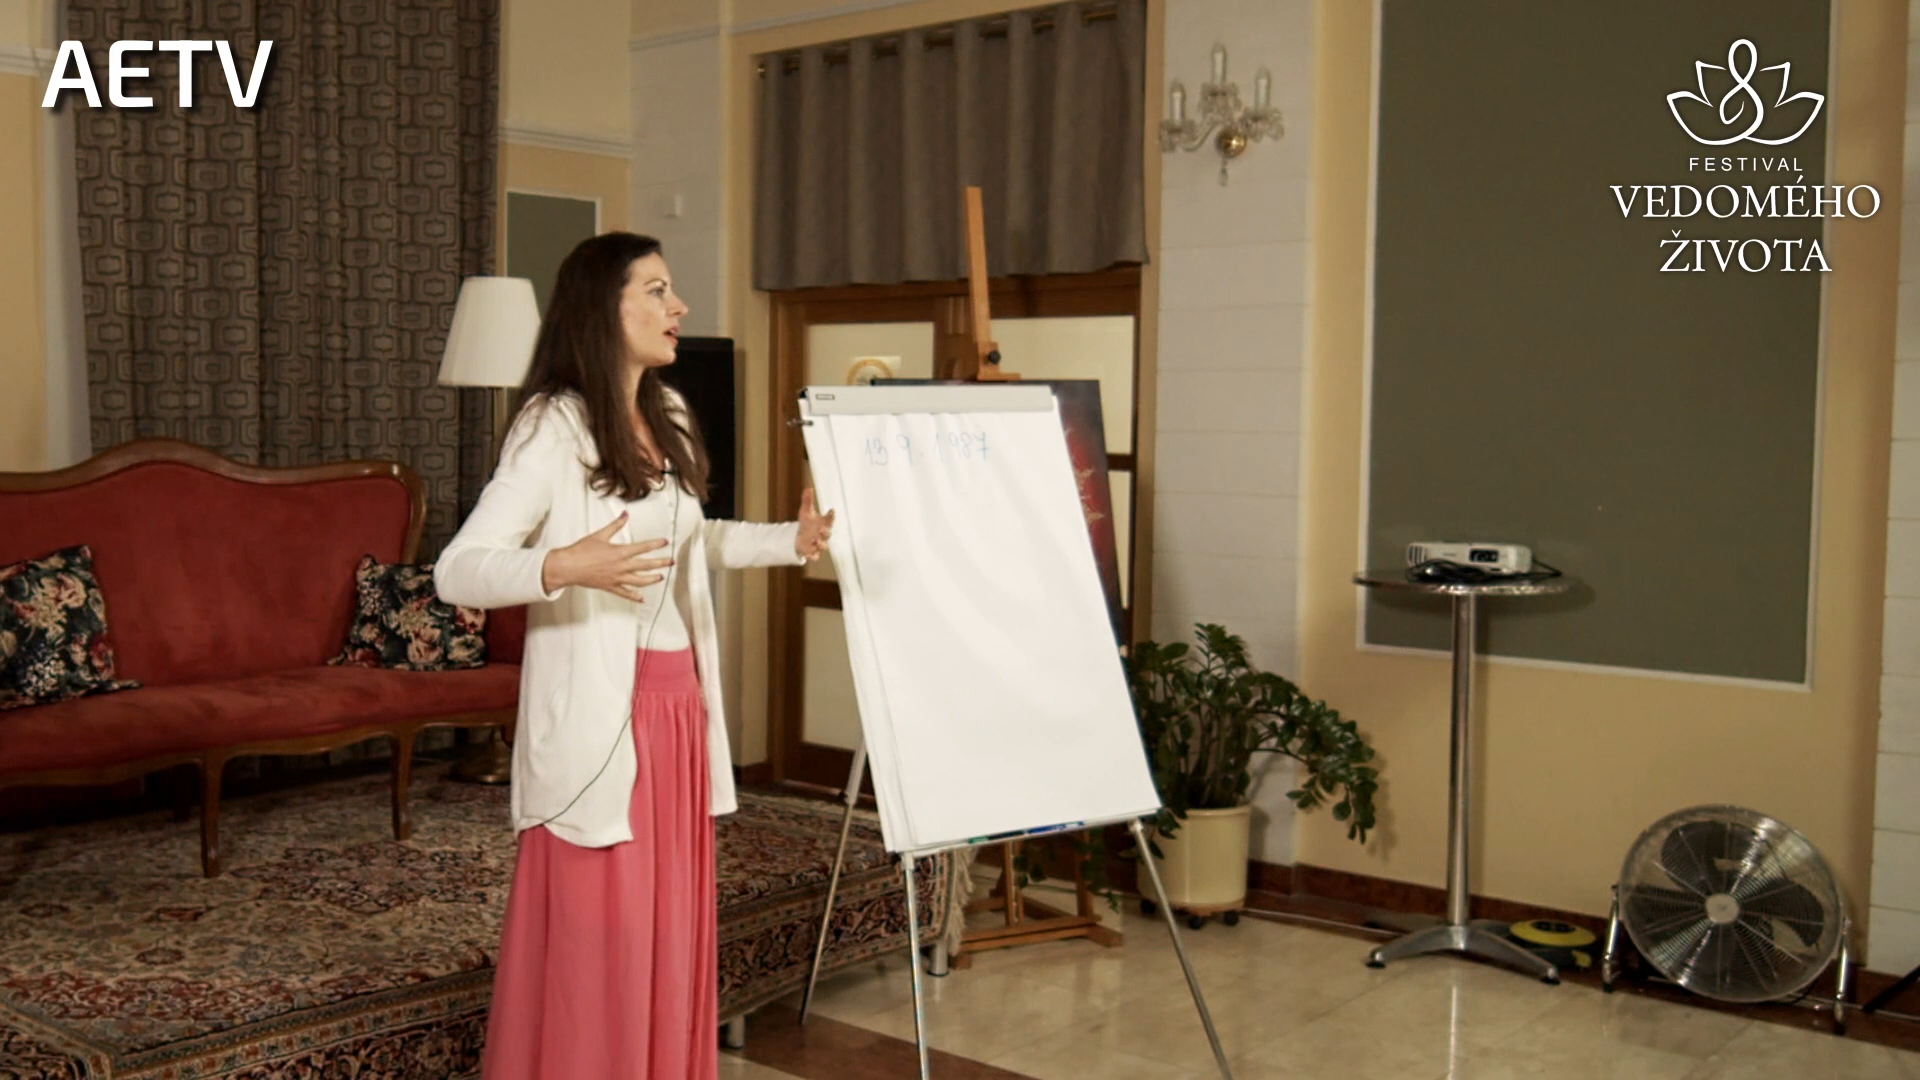 AETV
FESTIVAL
VEDOMÉHO
ŽIVOTA
13 9. 1987